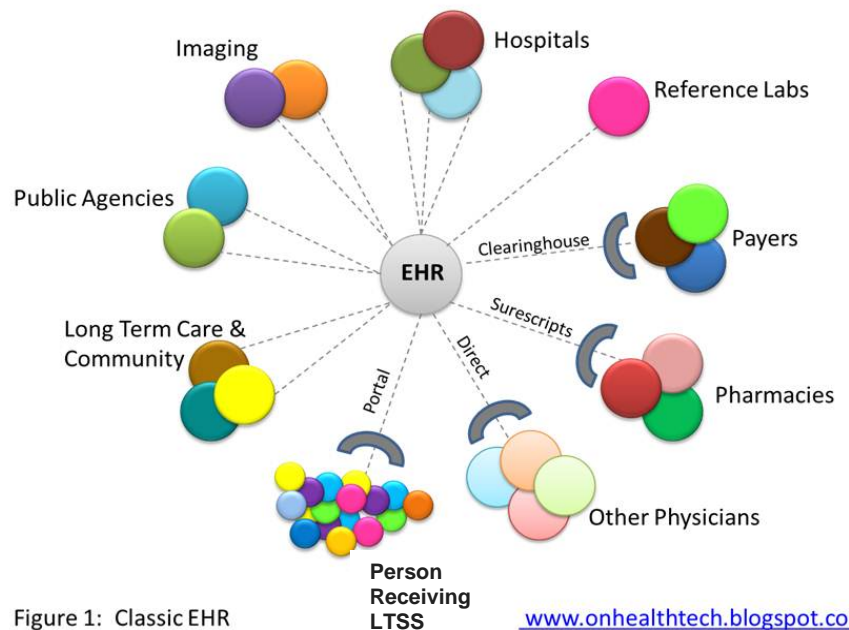 Imaging
Hospitals
Reference Labs
Public Agencies
Clearinghouse
Payers
EHR
Surescripts
Long Term Care &
Community
Direct
Portal
Pharmacies
Other Physicians
Person
Receiving
LTSS
Figure 1: Classic EHR
www.onhealthtech.blogspot.co